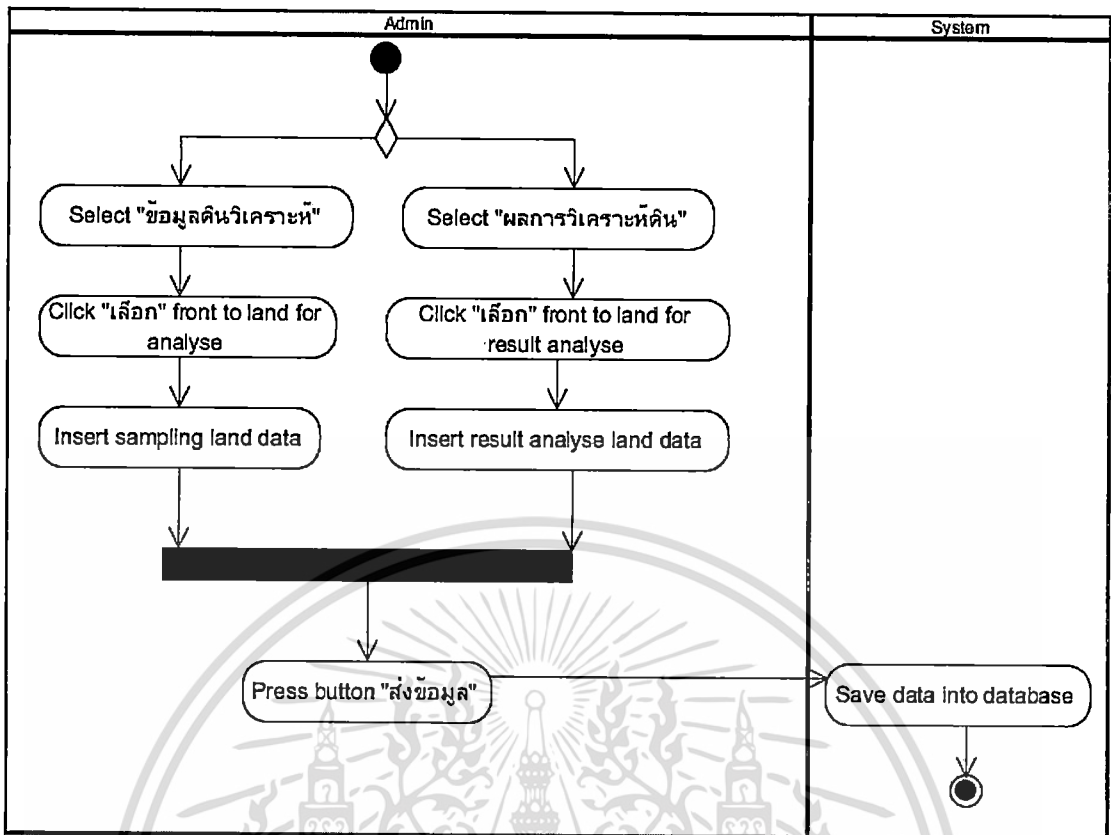 Admin
System
Select "ข้อมูลดินวิเคราะห์"
Select "ผลการวิเคราะห์ดิน"
Click "เลือก" front to land for
analyse
Click "เลือก" front to land for
result analyse
Insert sampling land data
Insert result analyse land data
Press button "ส่งข้อมูล"
Save data into database